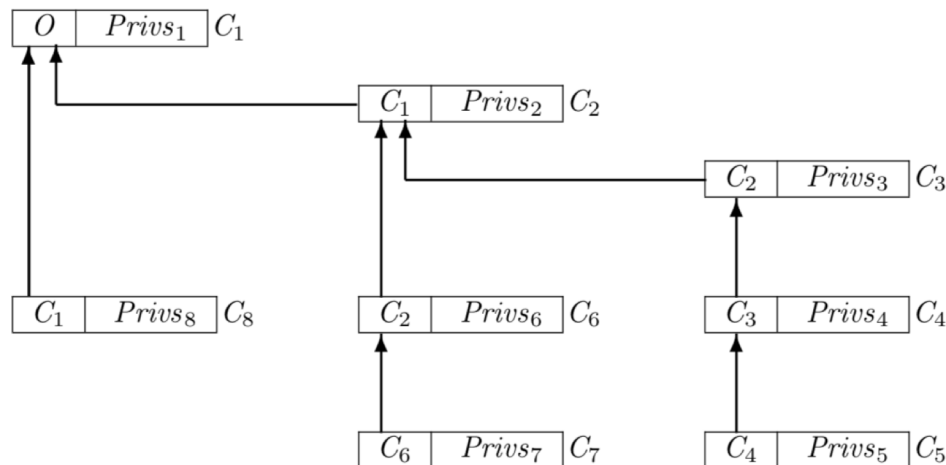 O Privs₁ C₁
C₁ Privs₂ C₂
C₂ Privs₃ C₃
C₁ Privs₈ C₈ C₂ Privs₆ C₆ C₃ Privs₄ C₄
C₆ Privs₇ C₇ C₄ Privs₅ C₅